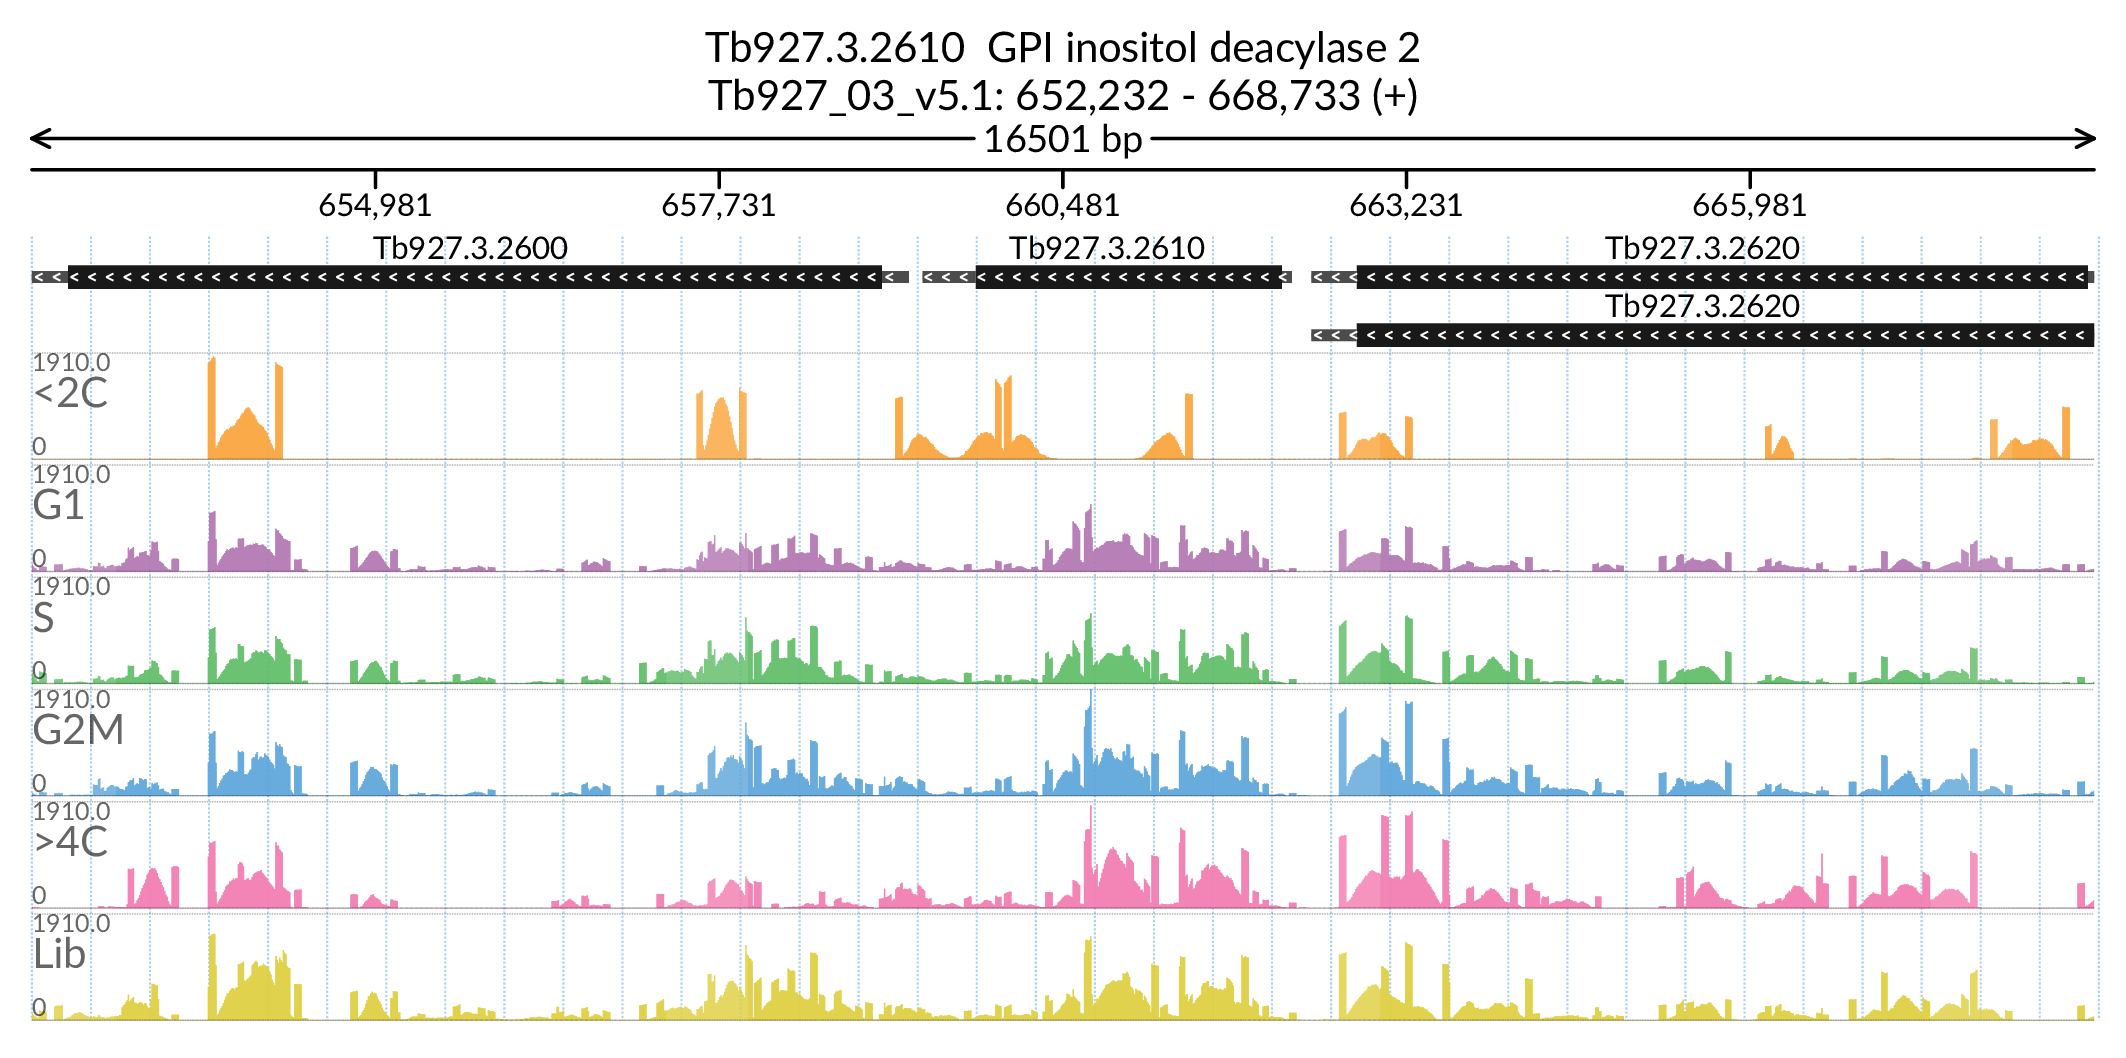 Tb927.3.2610  GPI inositol deacylase 2
Tb927_03_v5.1: 652,232 - 668,733 (+)
16501 bp
654,981 657,731 660,481 663,231 665,981
Tb927.3.2600 Tb927.3.2610 Tb927.3.2620
Tb927.3.2620
1910.0
<2C
0
1910.0
G1
0
1910.0
S
0
1910.0
G2M
0
1910.0
>4C
0
1910.0
Lib
0